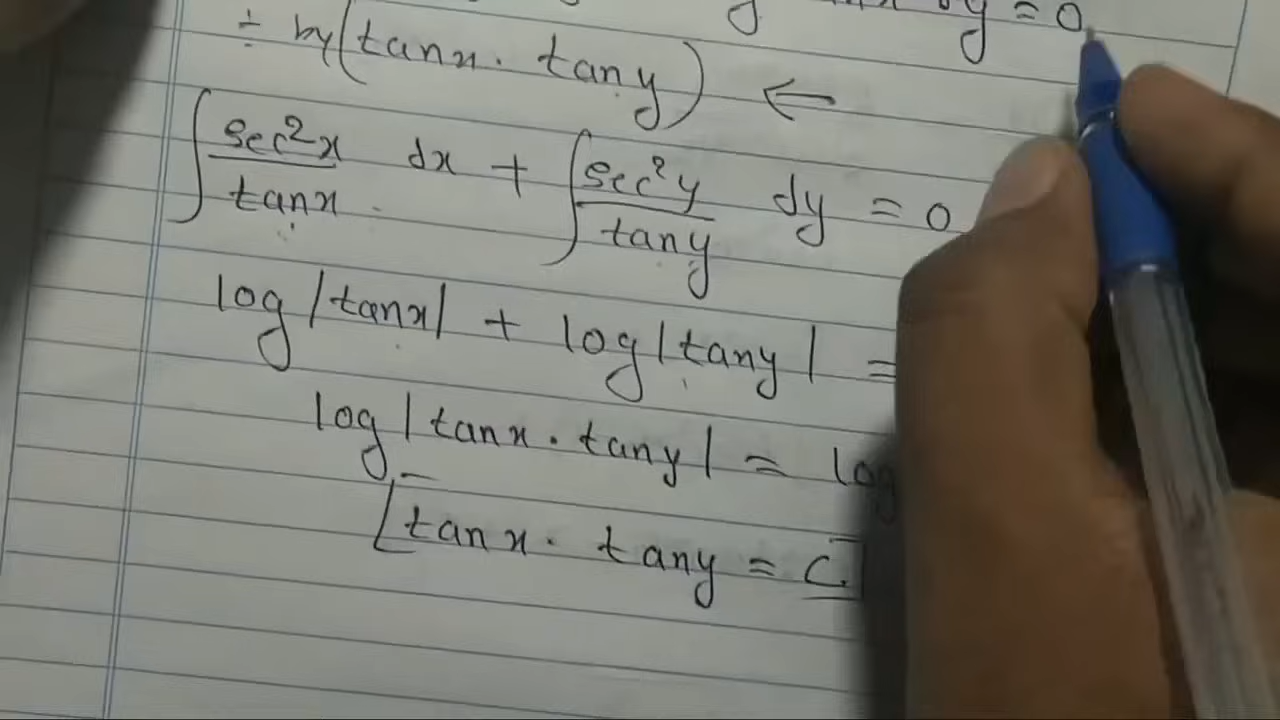 y = 0
÷ by (tanx . tany) ←
∫ sec²x / tanx dx + ∫ sec²y / tany dy = 0
log |tanx| + log |tany| =
log |tanx . tany| = log
tanx . tany = C